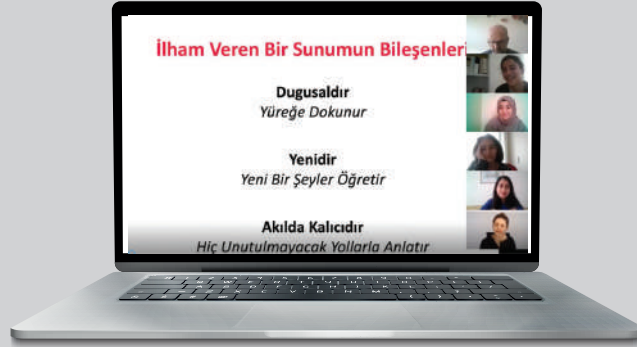 İlham Veren Bir Sunumun Bileşenleri
Dugusaldır
Yüreğe Dokunur
Yenidir
Yeni Bir Şeyler Öğretir
Akılda Kalıcıdır
Hiç Unutulmayacak Yollarla Anlatır